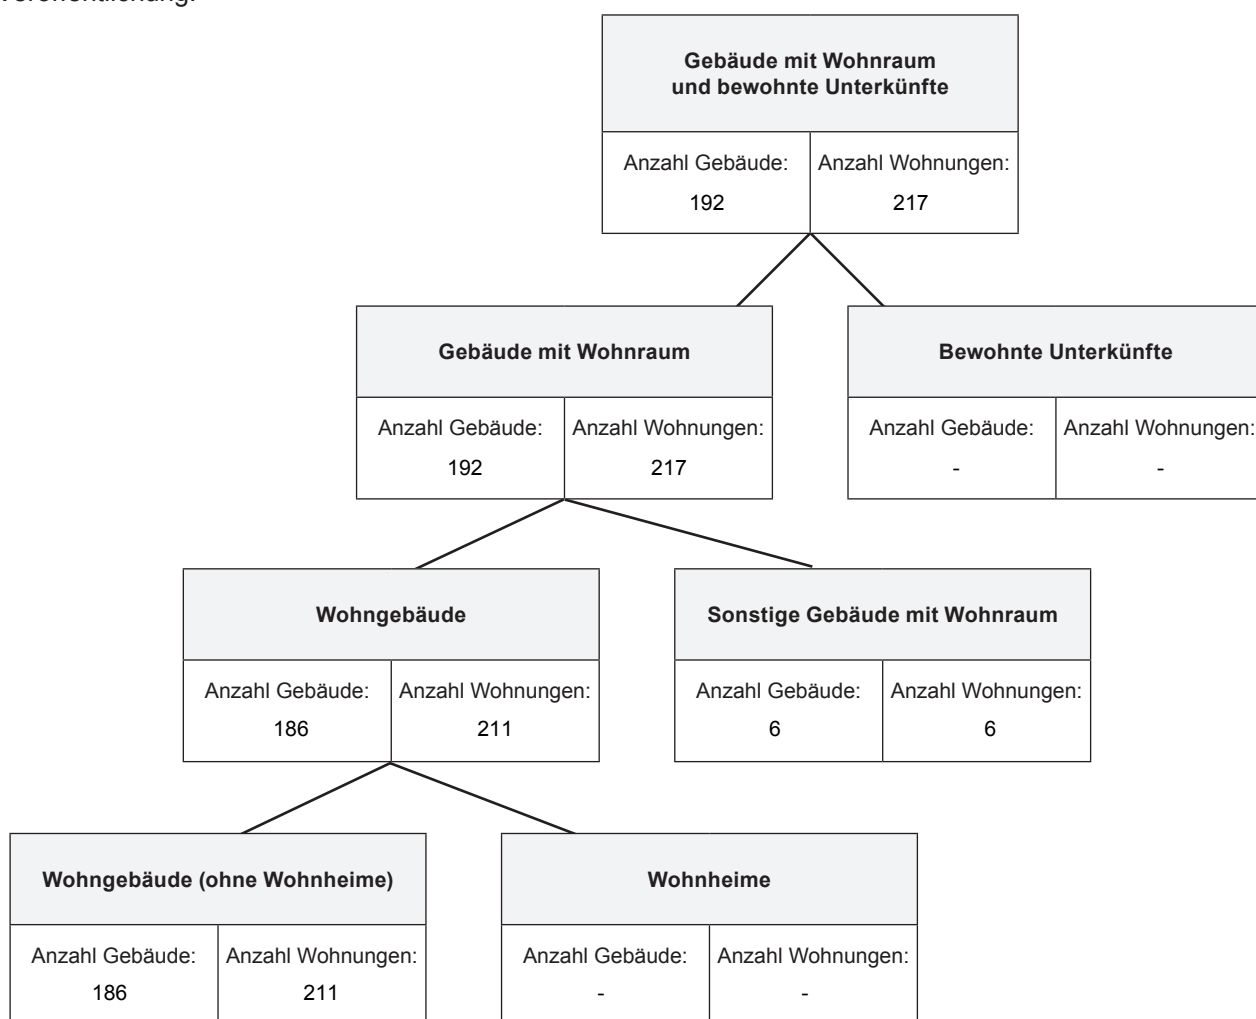 Veröffentlichung.
Gebäude mit Wohnraum
und bewohnte Unterkünfte
Anzahl Gebäude: Anzahl Wohnungen:
192 217
Gebäude mit Wohnraum Bewohnte Unterkünfte
Anzahl Gebäude: Anzahl Wohnungen: Anzahl Gebäude: Anzahl Wohnungen:
192 217 - -
Wohngebäude Sonstige Gebäude mit Wohnraum
Anzahl Gebäude: Anzahl Wohnungen: Anzahl Gebäude: Anzahl Wohnungen:
186 211 6 6
Wohngebäude (ohne Wohnheime) Wohnheime
Anzahl Gebäude: Anzahl Wohnungen: Anzahl Gebäude: Anzahl Wohnungen:
186 211 - -